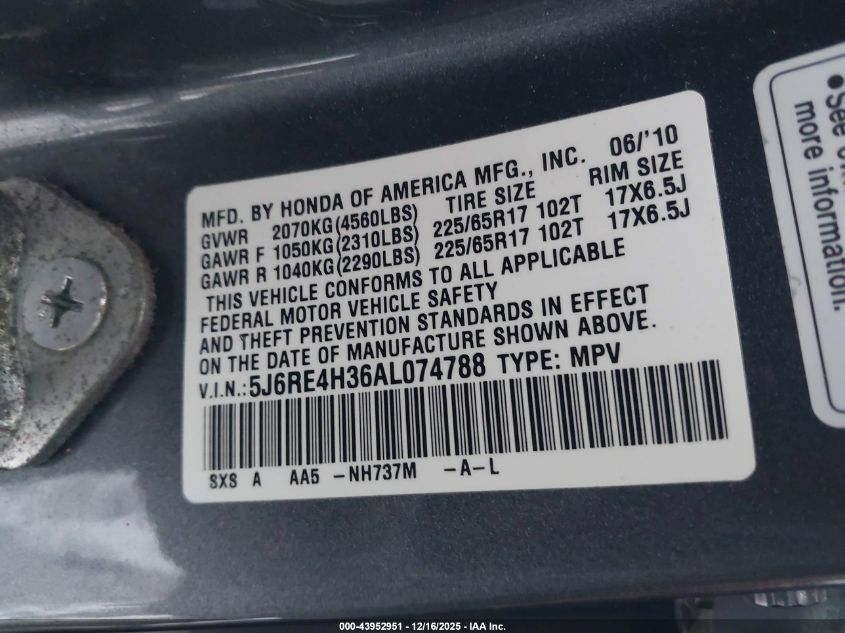 MFD. BY HONDA OF AMERICA MFG., INC. 06/'10
GVWR 2070KG(4560LBS) TIRE SIZE RIM SIZE
GAWR F 1050KG(2310LBS) 225/65R17 102T 17X6.5J
GAWR R 1040KG(2290LBS) 225/65R17 102T 17X6.5J
THIS VEHICLE CONFORMS TO ALL APPLICABLE
FEDERAL MOTOR VEHICLE SAFETY
AND THEFT PREVENTION STANDARDS IN EFFECT
ON THE DATE OF MANUFACTURE SHOWN ABOVE.
V.I.N.:5J6RE4H36AL074788 TYPE: MPV
SXS A AA5 -NH737M -A-L
•See
more information.
000-43952951 - 12/16/2025 - IAA Inc.